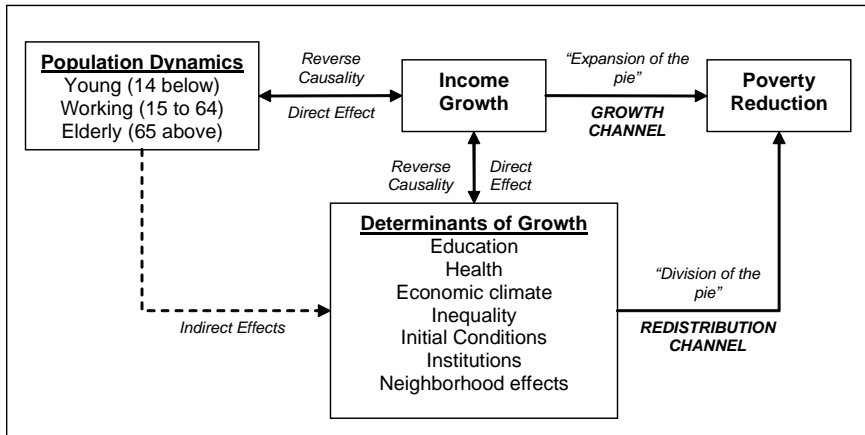 Population Dynamics
Young (14 below)
Working (15 to 64)
Elderly (65 above)
Reverse
Causality
Direct Effect
Income
Growth
“Expansion of the
pie”
GROWTH
CHANNEL
Poverty
Reduction
Reverse
Causality
Direct
Effect
Determinants of Growth
Education
Health
Economic climate
Inequality
Initial Conditions
Institutions
Neighborhood effects
Indirect Effects
“Division of the
pie”
REDISTRIBUTION
CHANNEL